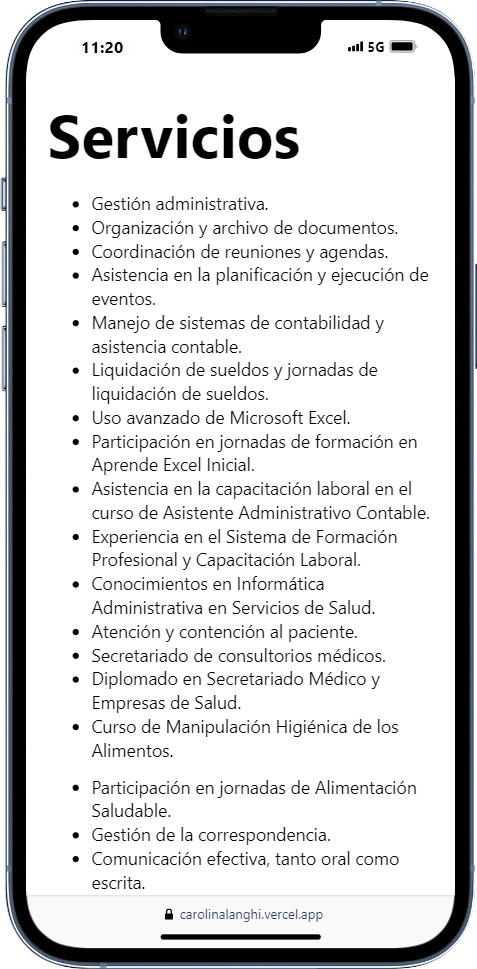 11:20
5G
Servicios
• Gestión administrativa.
• Organización y archivo de documentos.
• Coordinación de reuniones y agendas.
• Asistencia en la planificación y ejecución de
eventos.
• Manejo de sistemas de contabilidad y
asistencia contable.
• Liquidación de sueldos y jornadas de
liquidación de sueldos.
• Uso avanzado de Microsoft Excel.
• Participación en jornadas de formación en
Aprende Excel Inicial.
• Asistencia en la capacitación laboral en el
curso de Asistente Administrativo Contable.
• Experiencia en el Sistema de Formación
Profesional y Capacitación Laboral.
• Conocimientos en Informática
Administrativa en Servicios de Salud.
• Atención y contención al paciente.
• Secretariado de consultorios médicos.
• Diplomado en Secretariado Médico y
Empresas de Salud.
• Curso de Manipulación Higiénica de los
Alimentos.
• Participación en jornadas de Alimentación
Saludable.
• Gestión de la correspondencia.
• Comunicación efectiva, tanto oral como
escrita.
carolinalanghi.vercel.app